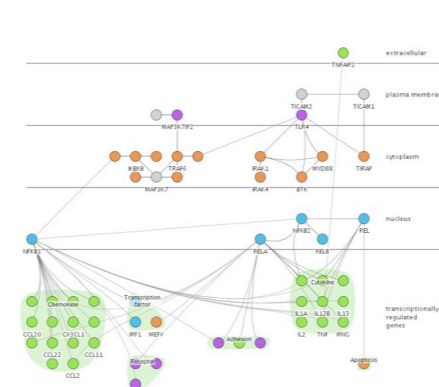 extracellular
TNFAIP2
plasma membra
TICAM2
TICAM1
MAP3K7IP2
TLR4
cytoplasm
IKBKB
TRAF6
IRAK1
MYD88
TIRAP
MAP3K7
IRAK4
BTK
nucleus
NFKB2
REL
NFKB1
RELA
RELB
Cytokine
Chemokine
Transcription
factor
transcriptionally
regulated
genes
IL1A
IL12B
IL13
CCL20
CX3CL1
IRF1
MEFV
IL2
TNF
IFNG
Adhesion
CCL22
CCL11
Receptor
Apoptosis
CCL2